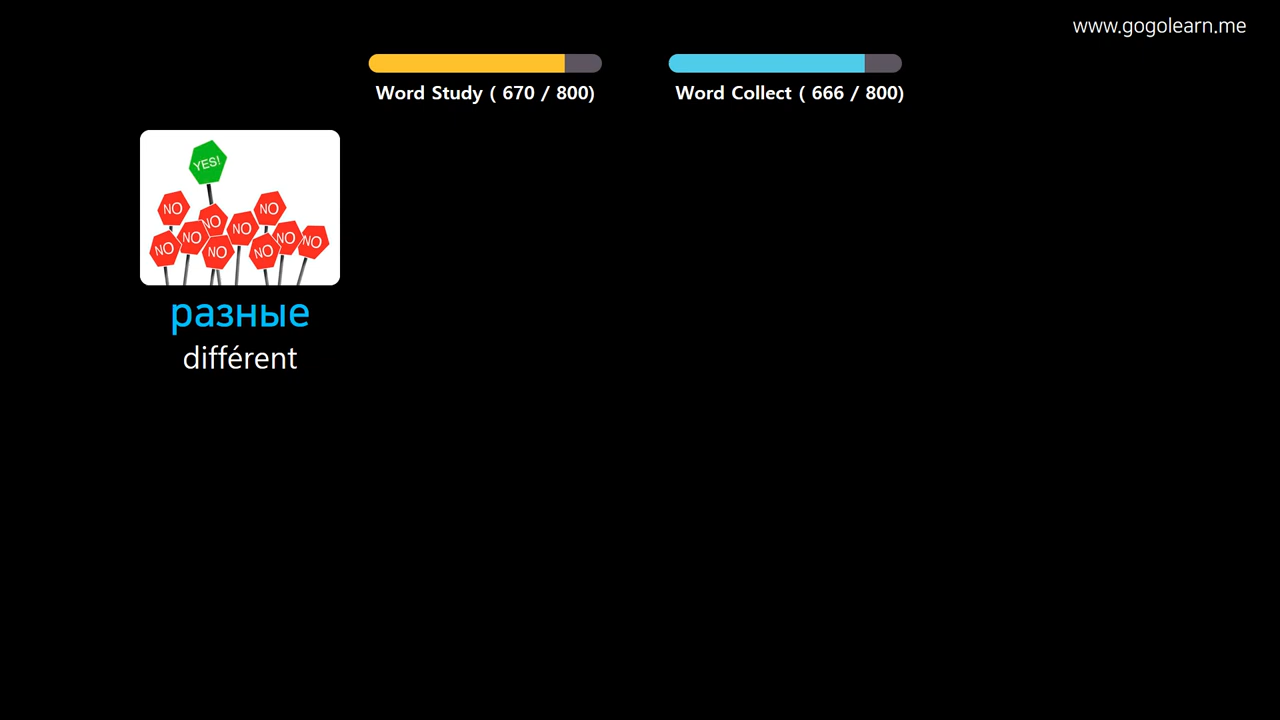 www.gogolearn.me
Word Study ( 670 / 800)
Word Collect ( 666 / 800)
YES!
NO
NO
NO
NO
NO
NO
NO
NO
NO
NO
разные
différent